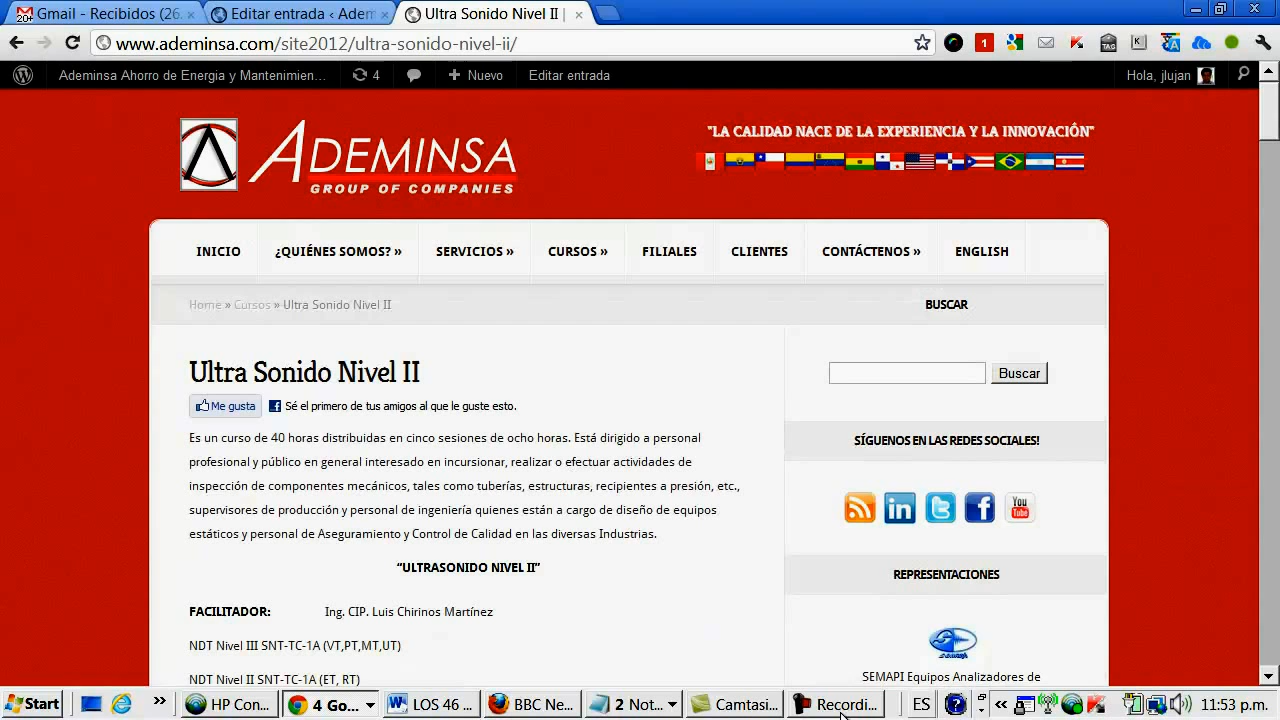 Gmail - Recibidos (26.
Editar entrada ‹ Adem
Ultra Sonido Nivel II |
www.ademinsa.com/site2012/ultra-sonido-nivel-ii/
Ademinsa Ahorro de Energia y Mantenimien...
4
Nuevo
Editar entrada
Hola, jlujan
ADEMINSA
GROUP OF COMPANIES
"LA CALIDAD NACE DE LA EXPERIENCIA Y LA INNOVACIÓN"
INICIO
¿QUIÉNES SOMOS? »
SERVICIOS »
CURSOS »
FILIALES
CLIENTES
CONTÁCTENOS »
ENGLISH
Home » Cursos » Ultra Sonido Nivel II
BUSCAR
Ultra Sonido Nivel II
Me gusta
Sé el primero de tus amigos al que le guste esto.
Es un curso de 40 horas distribuidas en cinco sesiones de ocho horas. Está dirigido a personal
profesional y público en general interesado en incursionar, realizar o efectuar actividades de
inspección de componentes mecánicos, tales como tuberías, estructuras, recipientes a presión, etc.,
supervisores de producción y personal de ingeniería quienes están a cargo de diseño de equipos
estáticos y personal de Aseguramiento y Control de Calidad en las diversas Industrias.
“ULTRASONIDO NIVEL II”
FACILITADOR: Ing. CIP. Luis Chirinos Martínez
NDT Nivel III SNT-TC-1A (VT,PT,MT,UT)
NDT Nivel II SNT-TC-1A (ET, RT)
Buscar
SÍGUENOS EN LAS REDES SOCIALES!
in
You
Tube
REPRESENTACIONES
SEMAPI Equipos Analizadores de
Start
HP Con...
4 Go...
LOS 46 ...
BBC Ne...
2 Not...
Camtasi...
Recordi...
ES
11:53 p.m.